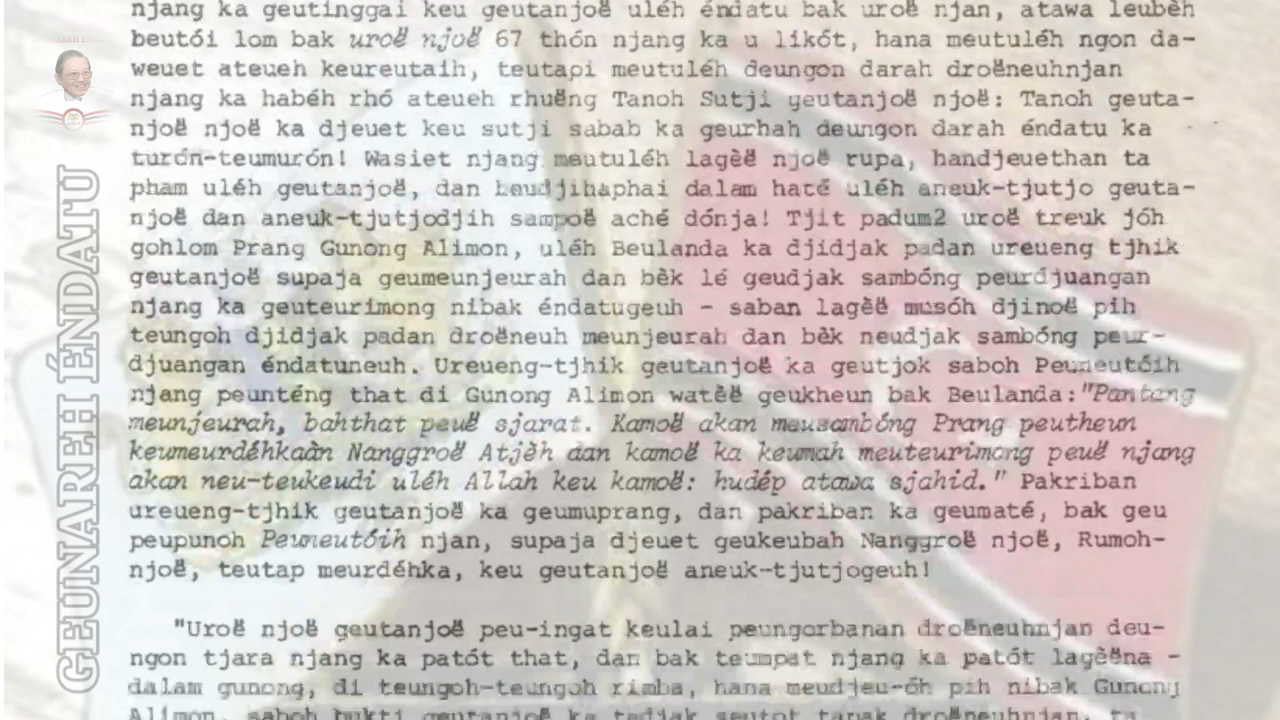 njang ka geutinggai keu geutanjoë uléh éndatu bak uroë njan, atawa leubèh
beutói lom bak uroë njoë 67 thón njang ka u likót, hana meutuléh ngon da-
weuet ateueh keureutaih, teutapi meutuléh deungon darah droëneuhnjan
njang ka habéh rhó ateueh rhuëng Tanoh Sutji geutanjoë njoë: Tanoh geuta-
njoë njoë ka djeuet keu sutji sabab ka geurhah deungon darah éndatu ka
turón-teumurón! Wasiet njang meutuléh lagèë njoë rupa, handjeuethan ta
pham uléh geutanjoë, dan beudjihaphai dalam haté uléh aneuk-tjutjo geuta-
njoë dan aneuk-tjutjodjih sampoë aché dónja! Tjit padum2 uroë treuk jóh
gohlom Prang Gunong Alimon, uléh Beulanda ka djidjak padan ureueng tjhik
geutanjoë supaja geumeunjeurah dan bèk lé geudjak sambóng peurdjuangan
njang ka geuteurimong nibak éndatugeuh - saban lagèë musóh djinoë pih
teungoh djidjak padan droëneuh meunjeurah dan bèk neudjak sambóng peur-
djuangan éndatuneuh. Ureueng-tjhik geutanjoë ka geutjok saboh Peuneutóih
njang peunténg that di Gunong Alimon watèë geukheun bak Beulanda:"Pantang
meunjeurah, bahthat peuë sjarat. Kamoë akan meusambóng Prang peutheun
keumeurdéhkaàn Nanggroë Atjèh dan kamoë ka keumah meuteurimong peuë njang
akan neu-teukeudi uléh Allah keu kamoë: hudép atawa sjahid." Pakriban
ureueng-tjhik geutanjoë ka geumuprang, dan pakriban ka geumaté, bak geu
peupunoh Peuneutóih njan, supaja djeuet geukeubah Nanggroë njoë, Rumoh-
njoë, teutap meurdéhka, keu geutanjoë aneuk-tjutjogeuh!
"Uroë njoë geutanjoë peu-ingat keulai peungorbanan droëneuhnjan deu-
ngon tjara njang ka patót that, dan bak teumpat njang ka patót lagèëna -
dalam gunong, di teungoh-teungoh rimba, hana meudjeu-óh pih nibak Gunong
Alimon, saboh bukti geutanjoë ka tadjak seutot tapak droëneuhnjan, ta
GEUNAREH ÉNDATU